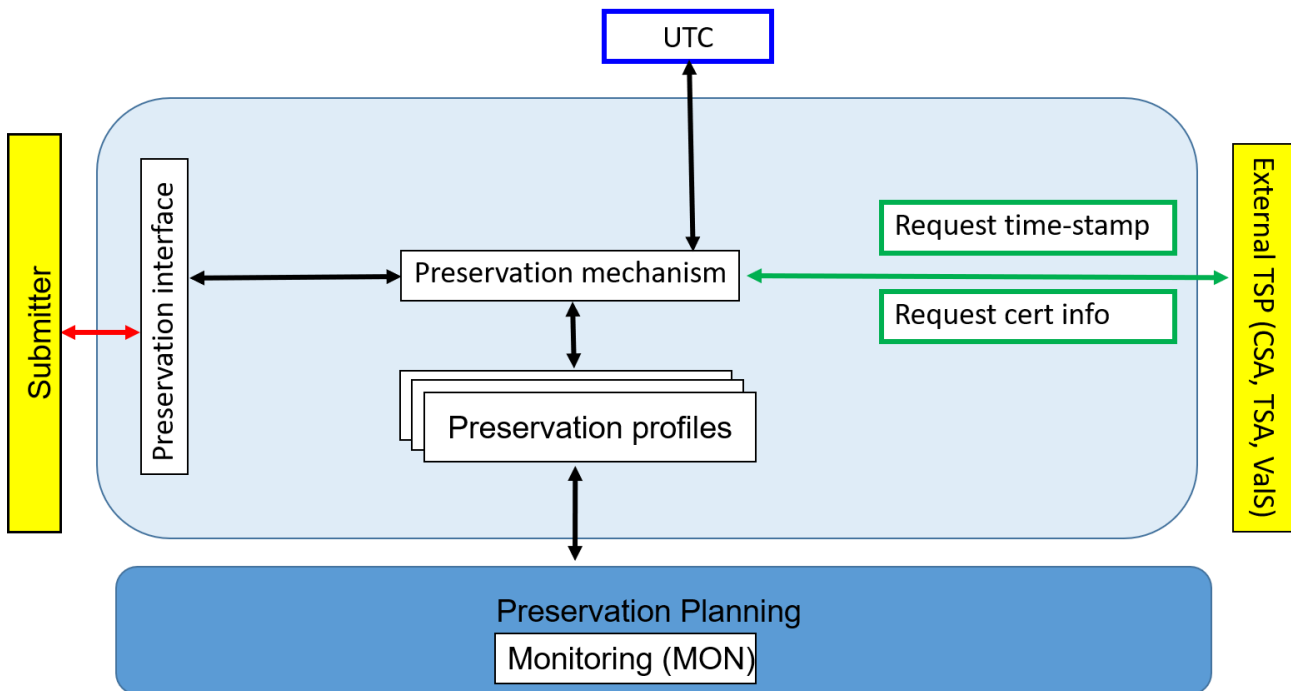 UTC
Submitter
Preservation interface
Preservation mechanism
Request time-stamp
Request cert info
External TSP (CSA, TSA, ValS)
Preservation profiles
Preservation Planning
Monitoring (MON)